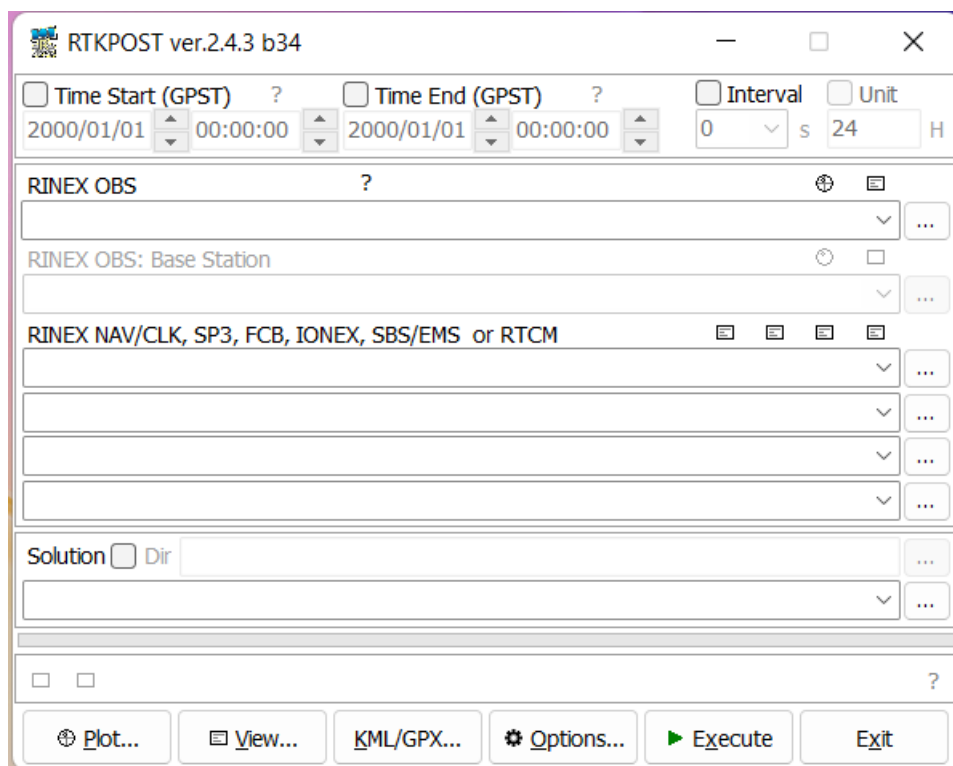 RTKPOST ver.2.4.3 b34
Time Start (GPST) ? Time End (GPST) ? Interval Unit
2000/01/01 00:00:00 2000/01/01 00:00:00 0 s 24 H
RINEX OBS ?
...
RINEX OBS: Base Station
...
RINEX NAV/CLK, SP3, FCB, IONEX, SBS/EMS or RTCM
...
...
...
...
Solution Dir ...
...
?
Plot... View... KML/GPX... Options... Execute Exit